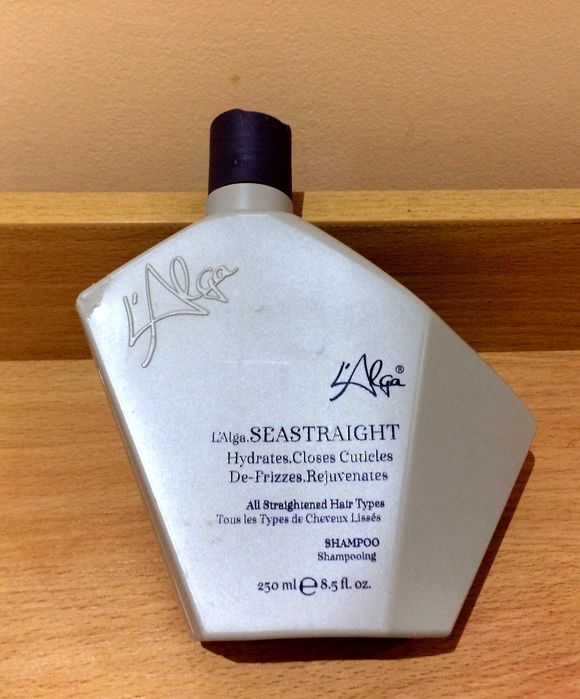 L'Alga
L'Alga®
L'Alga.SEASTRAIGHT
Hydrates.Closes Cuticles
De-Frizzes.Rejuvenates
All Straightened Hair Types
Tous les Types de Cheveux Lissés
SHAMPOO
Shampooing
250 ml ℮ 8.5 fl. oz.